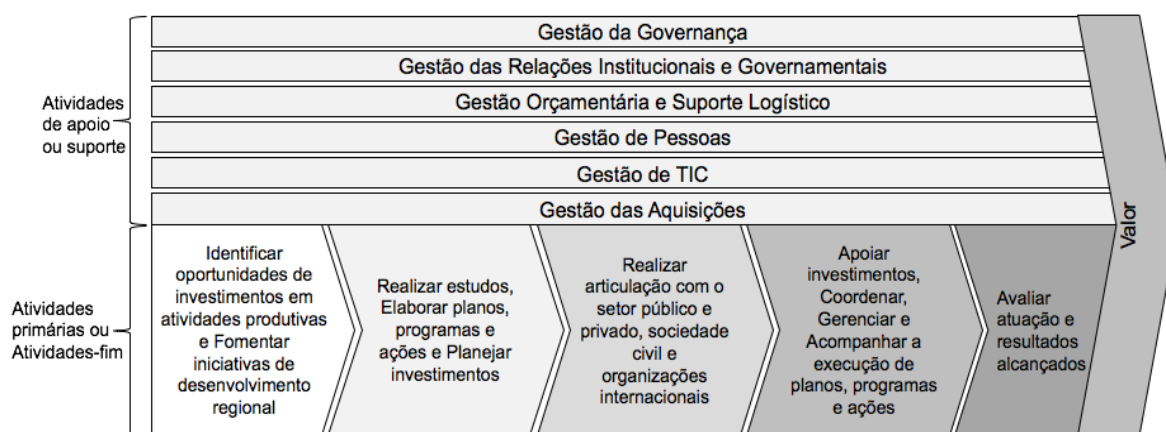 Gestão da Governança
Gestão das Relações Institucionais e Governamentais
Gestão Orçamentária e Suporte Logístico
Gestão de Pessoas
Gestão de TIC
Gestão das Aquisições
Atividades
de apoio
ou suporte
Valor
Atividades
primárias ou
Atividades-fim
Identificar
oportunidades de
investimentos em
atividades produtivas
e Fomentar
iniciativas de
desenvolvimento
regional
Realizar estudos,
Elaborar planos,
programas e
ações e Planejar
investimentos
Realizar
articulação com o
setor público e
privado, sociedade
civil e
organizações
internacionais
Apoiar
investimentos,
Coordenar,
Gerenciar e
Acompanhar a
execução de
planos, programas
e ações
Avaliar
atuação e
resultados
alcançados